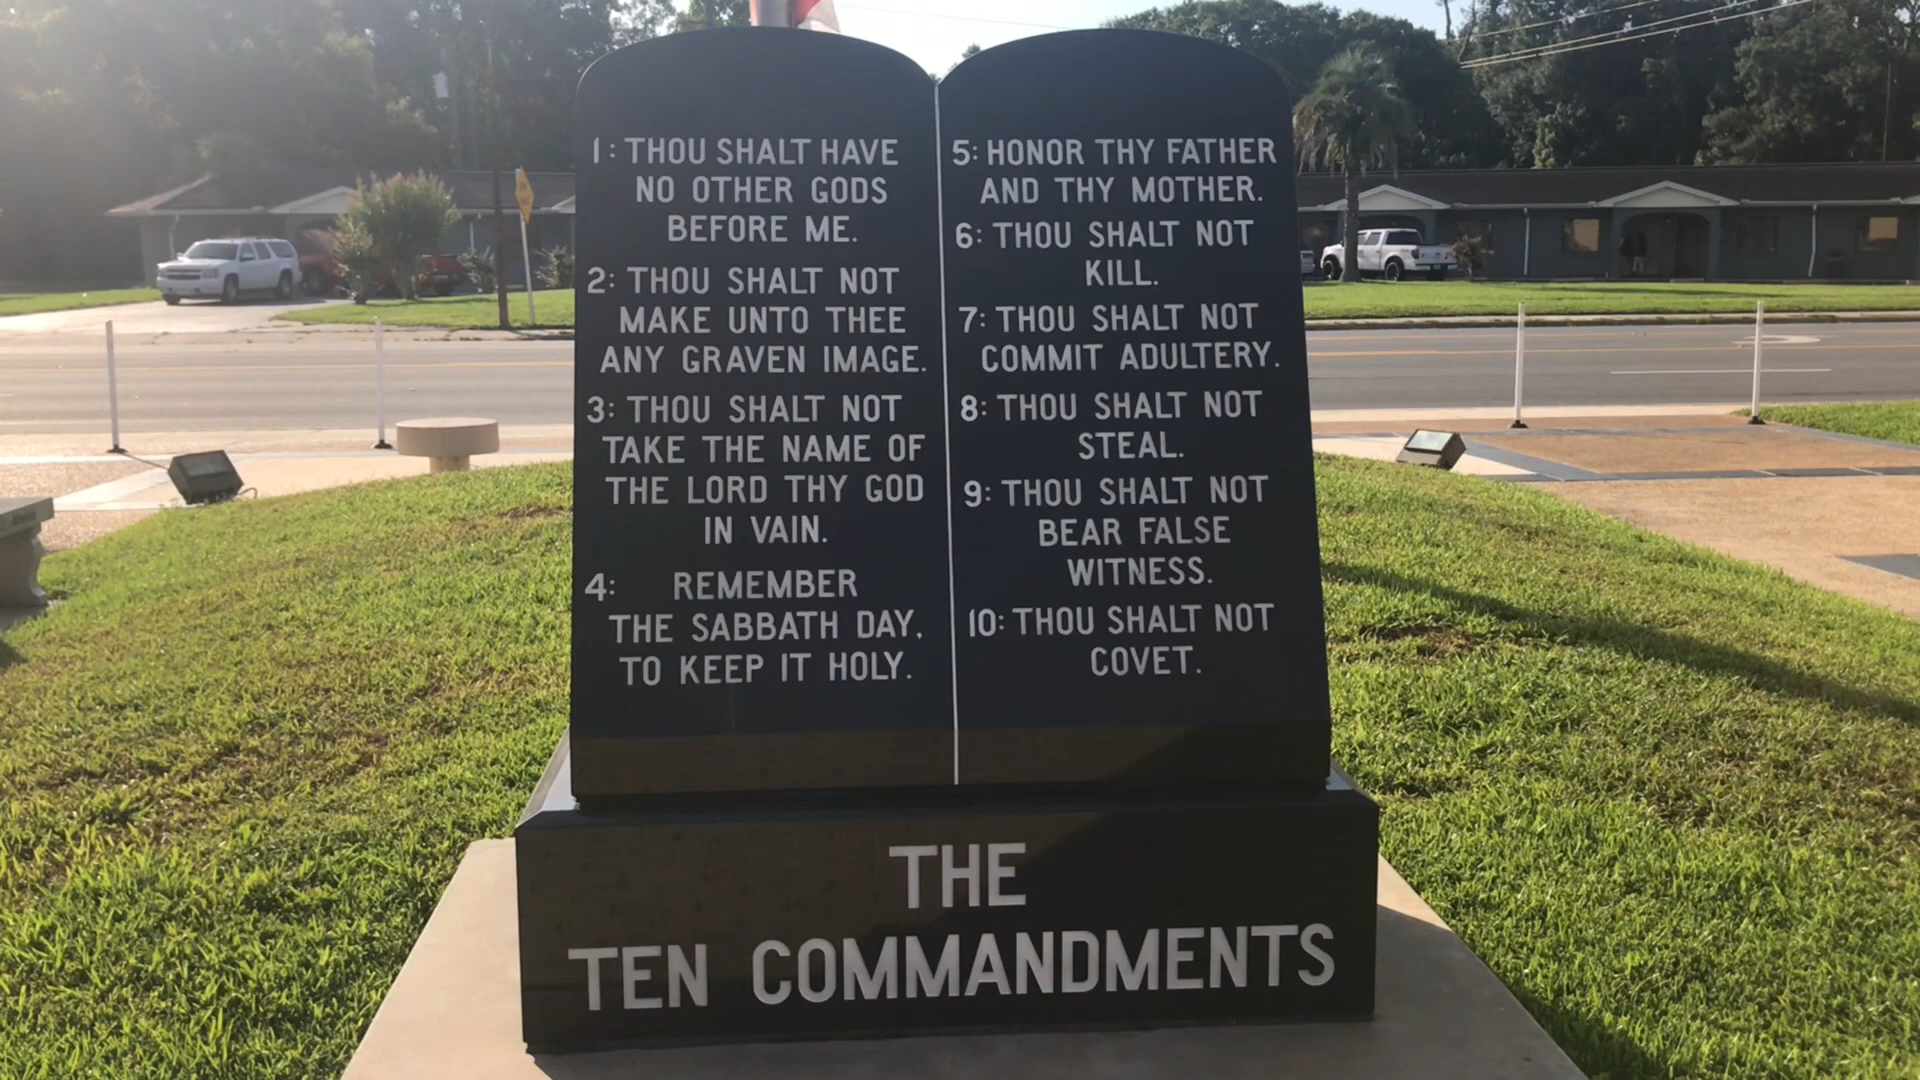 1: THOU SHALT HAVE
NO OTHER GODS
BEFORE ME.
2: THOU SHALT NOT
MAKE UNTO THEE
ANY GRAVEN IMAGE.
3: THOU SHALT NOT
TAKE THE NAME OF
THE LORD THY GOD
IN VAIN.
4: REMEMBER
THE SABBATH DAY,
TO KEEP IT HOLY.
5: HONOR THY FATHER
AND THY MOTHER.
6: THOU SHALT NOT
KILL.
7: THOU SHALT NOT
COMMIT ADULTERY.
8: THOU SHALT NOT
STEAL.
9: THOU SHALT NOT
BEAR FALSE
WITNESS.
10: THOU SHALT NOT
COVET.
THE
TEN COMMANDMENTS